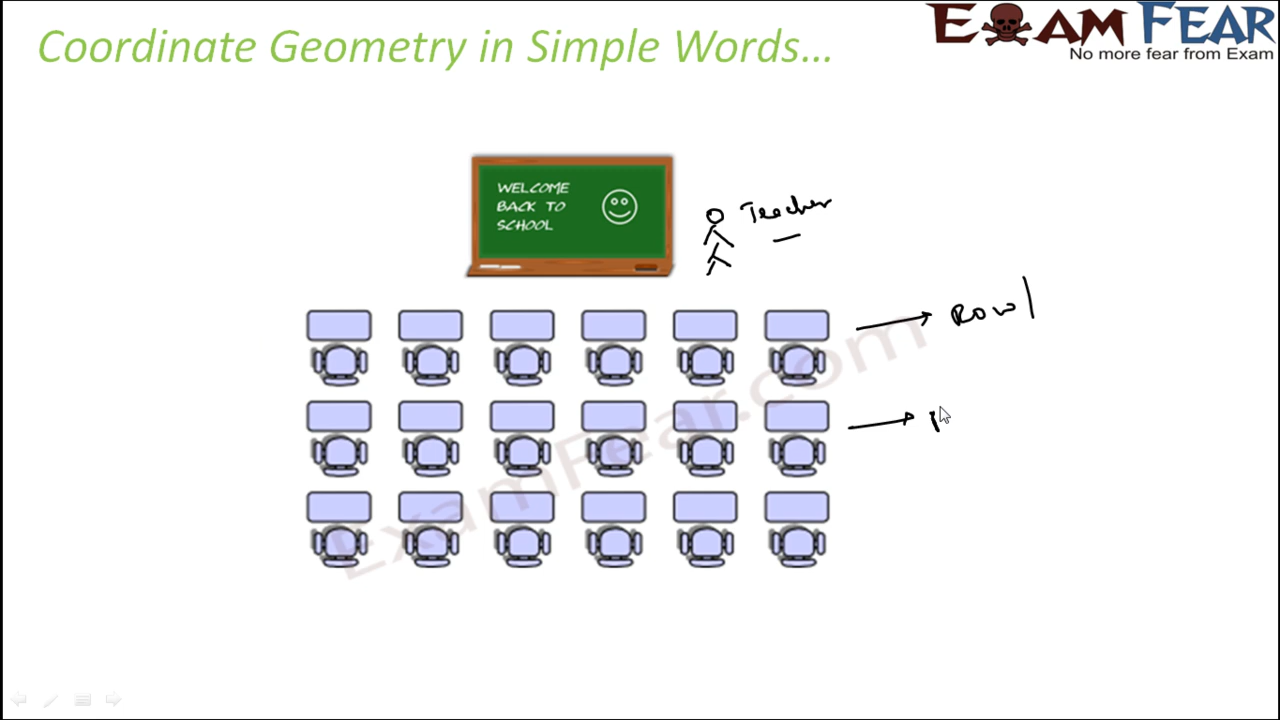 Coordinate Geometry in Simple Words...
EXAM FEAR
No more fear from Exam
WELCOME
BACK TO
SCHOOL
Teacher
Row 1
ExamFear.com